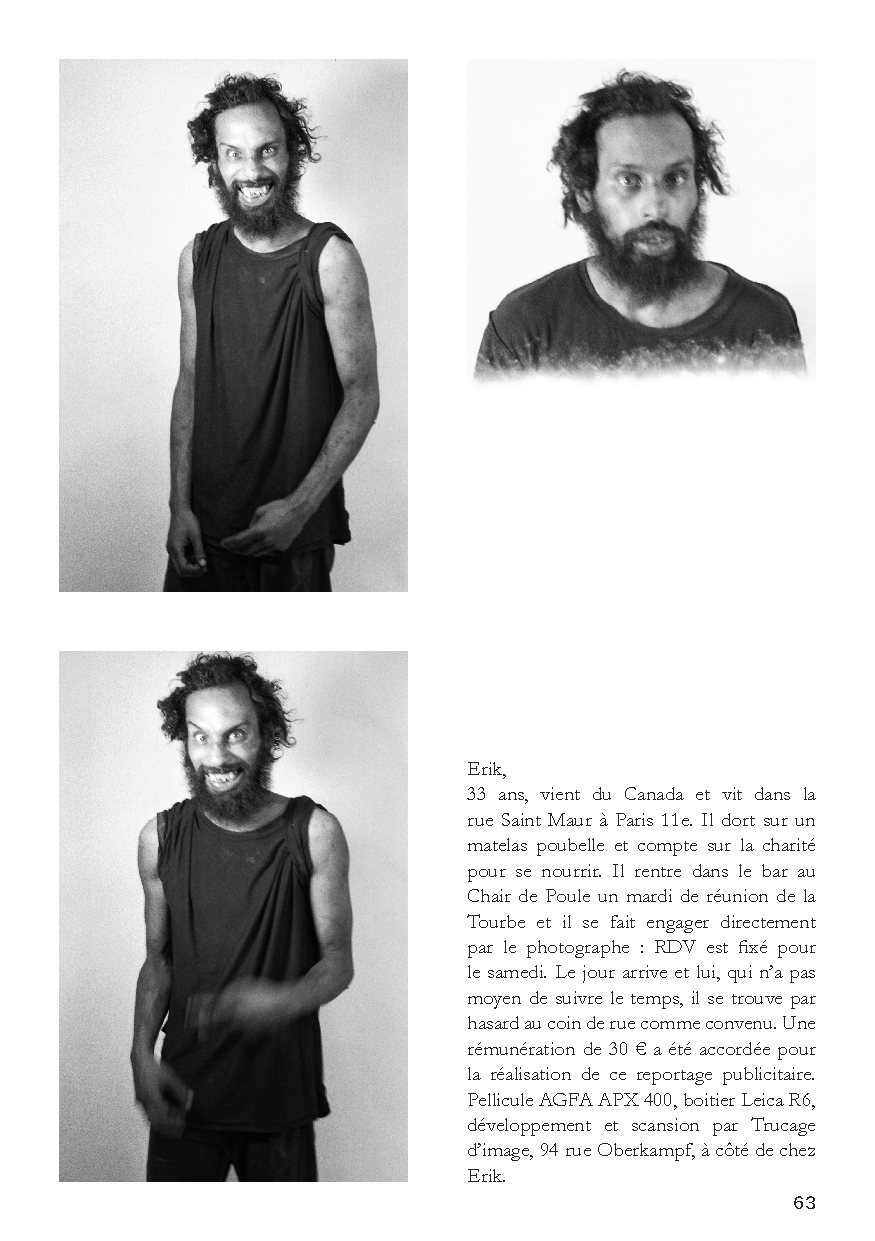 Erik,
33 ans, vient du Canada et vit dans la
rue Saint Maur à Paris 11e. Il dort sur un
matelas poubelle et compte sur la charité
pour se nourrir. Il rentre dans le bar au
Chair de Poule un mardi de réunion de la
Tourbe et il se fait engager directement
par le photographe : RDV est fixé pour
le samedi. Le jour arrive et lui, qui n’a pas
moyen de suivre le temps, il se trouve par
hasard au coin de rue comme convenu. Une
rémunération de 30 € a été accordée pour
la réalisation de ce reportage publicitaire.
Pellicule AGFA APX 400, boitier Leica R6,
développement et scansion par Trucage
d’image, 94 rue Oberkampf, à côté de chez
Erik.
63